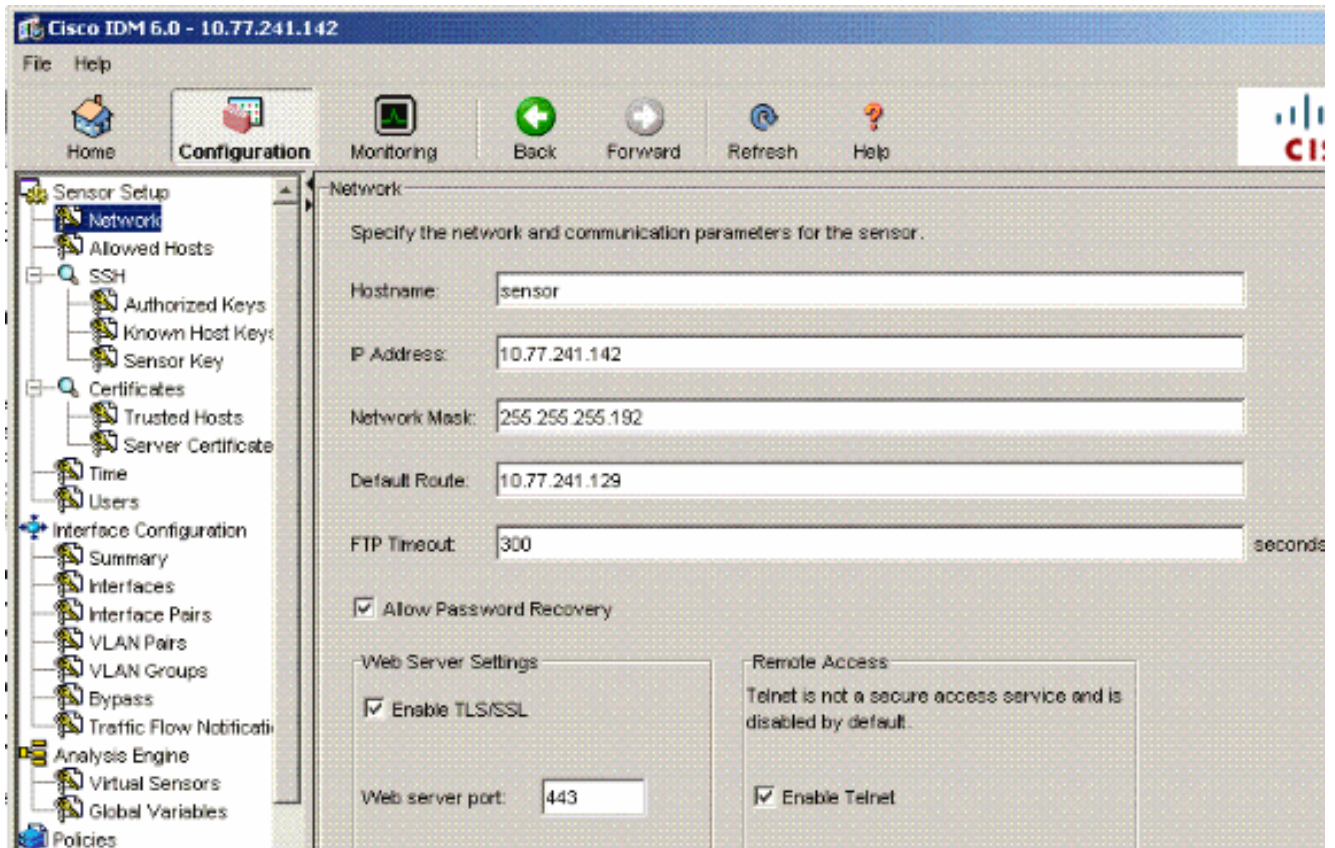 Cisco IDM 6.0 - 10.77.241.142
File Help
Home Configuration Monitoring Back Forward Refresh Help
CIS
Sensor Setup
Network
Allowed Hosts
SSH
Authorized Keys
Known Host Keys
Sensor Key
Certificates
Trusted Hosts
Server Certificate
Time
Users
Interface Configuration
Summary
Interfaces
Interface Pairs
VLAN Pairs
VLAN Groups
Bypass
Traffic Flow Notificati
Analysis Engine
Virtual Sensors
Global Variables
Policies
Network
Specify the network and communication parameters for the sensor.
Hostname: sensor
IP Address: 10.77.241.142
Network Mask: 255.255.255.192
Default Route: 10.77.241.129
FTP Timeout: 300 seconds
Allow Password Recovery
Web Server Settings
Enable TLS/SSL
Web server port: 443
Remote Access
Telnet is not a secure access service and is
disabled by default.
Enable Telnet